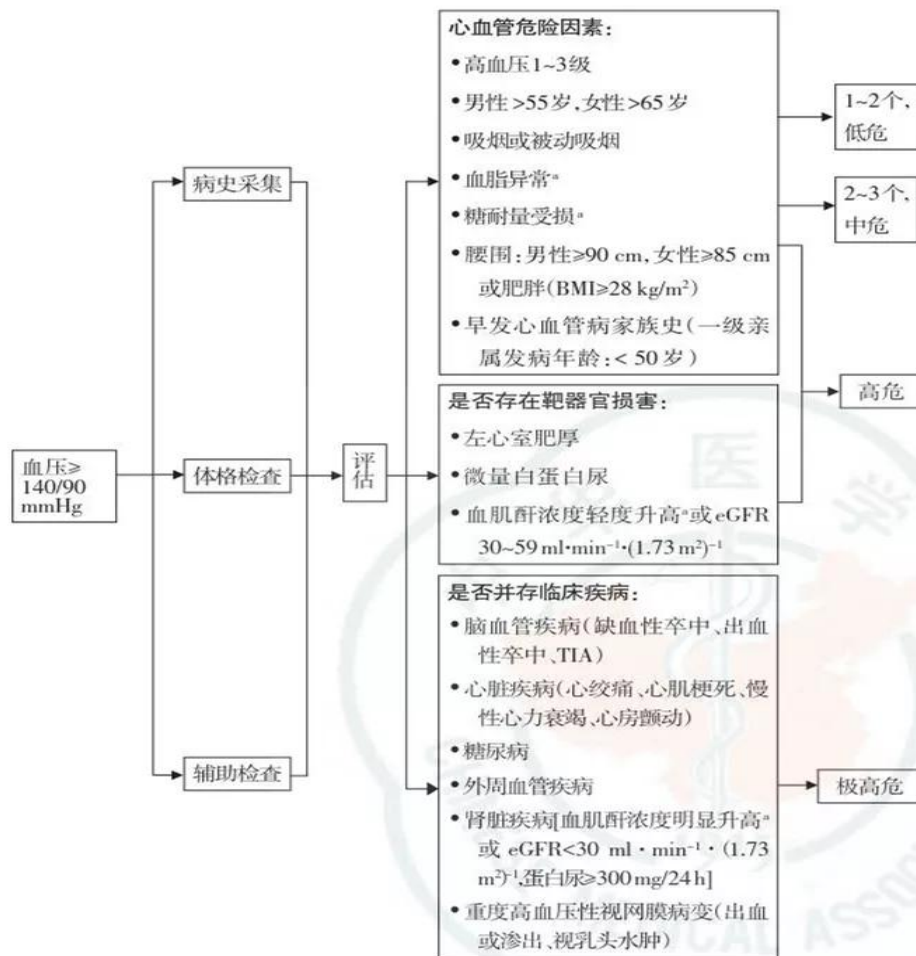 血压≥
140/90
mmHg
病史采集
体格检查
辅助检查
评估
心血管危险因素：
•高血压1~3级
•男性>55岁,女性>65岁
•吸烟或被动吸烟
•血脂异常ᵃ
•糖耐量受损ᵃ
•腰围:男性≥90 cm,女性≥85 cm
或肥胖(BMI≥28 kg/m²)
•早发心血管病家族史(一级亲
属发病年龄:< 50岁)
是否存在靶器官损害：
•左心室肥厚
•微量白蛋白尿
•血肌酐浓度轻度升高ᵃ或eGFR
30~59 ml·min⁻¹·(1.73 m²)⁻¹
是否并存临床疾病：
•脑血管疾病(缺血性卒中、出血
性卒中、TIA)
•心脏疾病(心绞痛、心肌梗死、慢
性心力衰竭、心房颤动)
•糖尿病
•外周血管疾病
•肾脏疾病[血肌酐浓度明显升高ᵃ
或 eGFR<30 ml·min⁻¹·(1.73
m²)⁻¹,蛋白尿≥300 mg/24 h]
•重度高血压性视网膜病变(出血
或渗出、视乳头水肿)
1~2个,
低危
2~3个,
中危
高危
极高危
医学
MEDICAL ASSOC